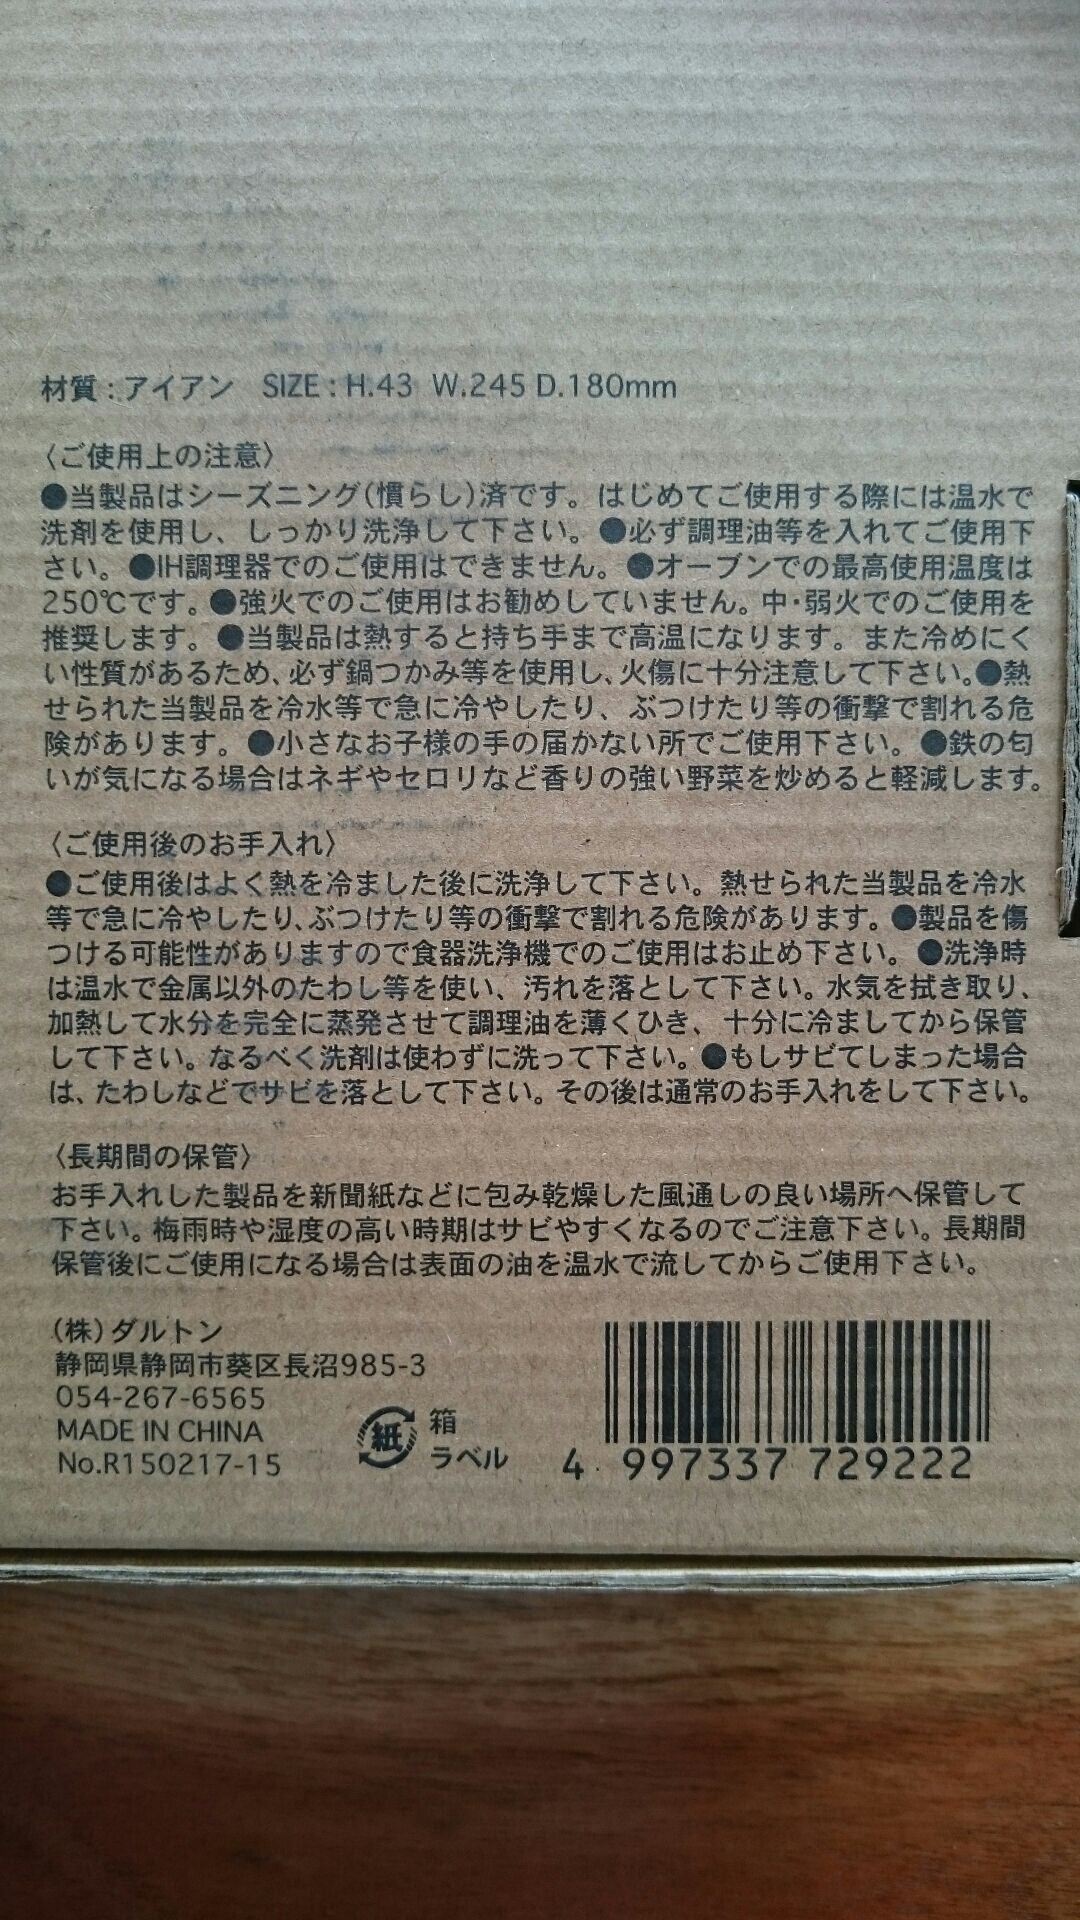 材質：アイアン SIZE：H.43 W.245 D.180mm
〈ご使用上の注意〉
●当製品はシーズニング(慣らし)済です。はじめてご使用する際には温水で
洗剤を使用し、しっかり洗浄して下さい。●必ず調理油等を入れてご使用下
さい。●IH調理器でのご使用はできません。●オーブンでの最高使用温度は
250℃です。●強火でのご使用はお勧めしていません。中・弱火でのご使用を
推奨します。●当製品は熱すると持ち手まで高温になります。また冷めにく
い性質があるため、必ず鍋つかみ等を使用し、火傷に十分注意して下さい。●熱
せられた当製品を冷水等で急に冷やしたり、ぶつけたり等の衝撃で割れる危
険があります。●小さなお子様の手の届かない所でご使用下さい。●鉄の匂
いが気になる場合はネギやセロリなど香りの強い野菜を炒めると軽減します。
〈ご使用後のお手入れ〉
●ご使用後はよく熱を冷ました後に洗浄して下さい。熱せられた当製品を冷水
等で急に冷やしたり、ぶつけたり等の衝撃で割れる危険があります。●製品を傷
つける可能性がありますので食器洗浄機でのご使用はお止め下さい。●洗浄時
は温水で金属以外のたわし等を使い、汚れを落として下さい。水気を拭き取り、
加熱して水分を完全に蒸発させて調理油を薄くひき、十分に冷ましてから保管
して下さい。なるべく洗剤は使わずに洗って下さい。●もしサビてしまった場合
は、たわしなどでサビを落として下さい。その後は通常のお手入れをして下さい。
〈長期間の保管〉
お手入れした製品を新聞紙などに包み乾燥した風通しの良い場所へ保管して
下さい。梅雨時や湿度の高い時期はサビやすくなるのでご注意下さい。長期間
保管後にご使用になる場合は表面の油を温水で流してからご使用下さい。
(株)ダルトン
静岡県静岡市葵区長沼985-3
054-267-6565
MADE IN CHINA
No.R150217-15
紙 箱
ラベル
4 997337 729222